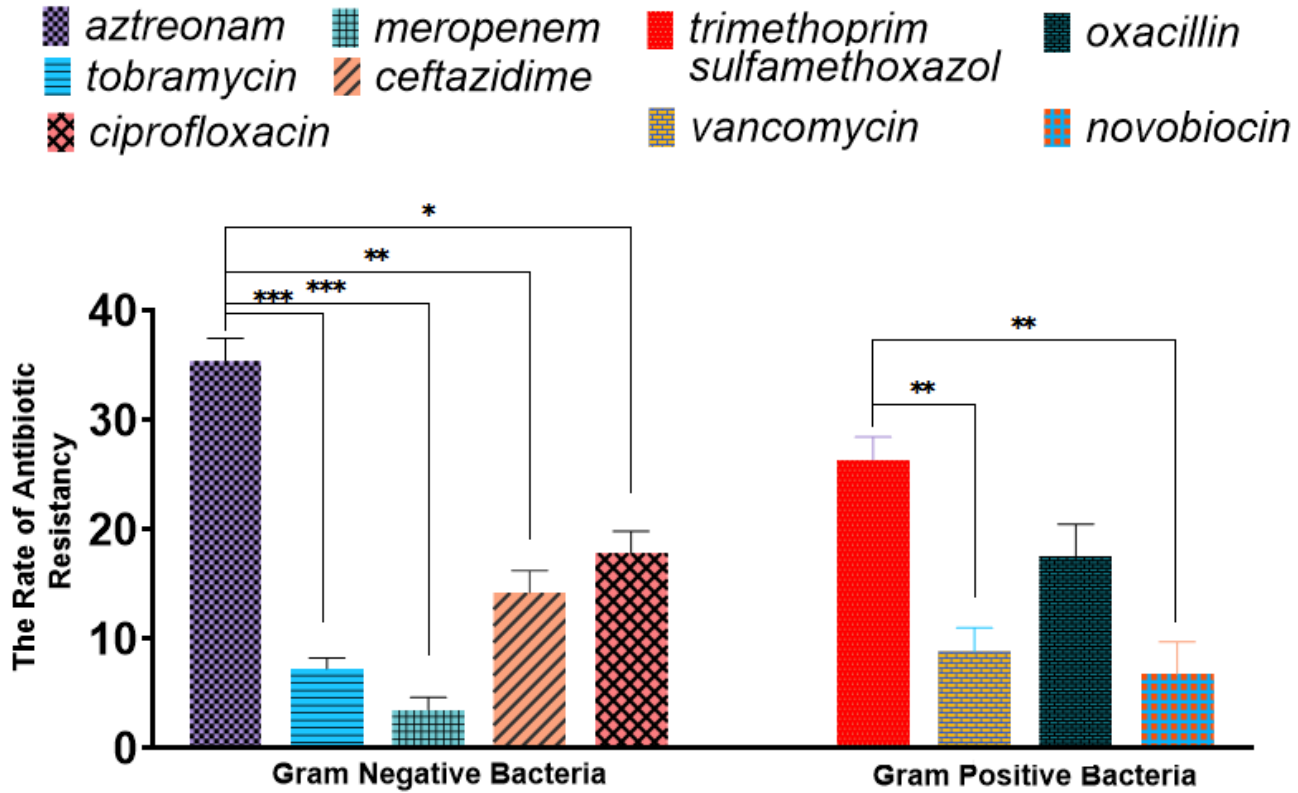 aztreonam
meropenem
trimethoprim
sulfamethoxazol
oxacillin
tobramycin
ceftazidime
ciprofloxacin
vancomycin
novobiocin
*
**
***
***
**
**
The Rate of Antibiotic
Resistancy
40
30
20
10
0
Gram Negative Bacteria
Gram Positive Bacteria